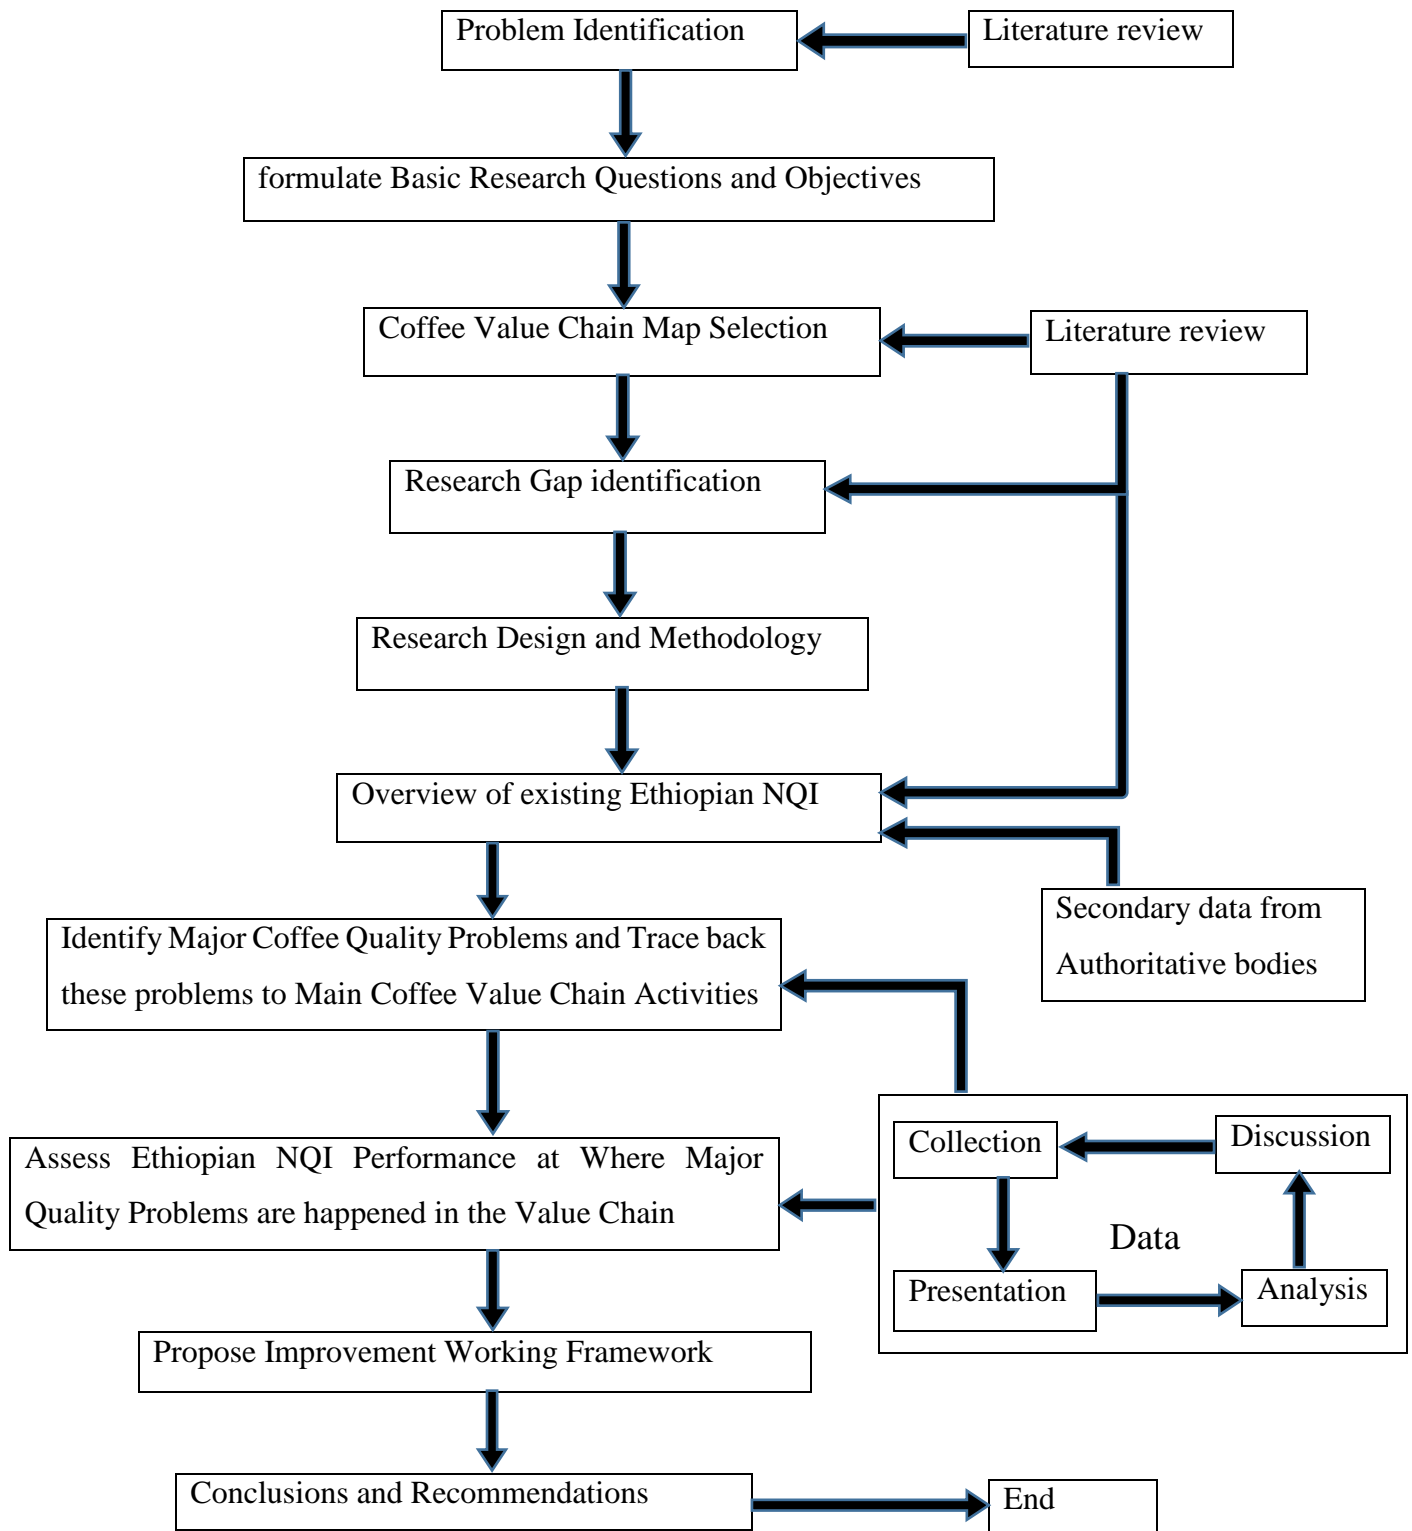 Problem Identification
Literature review
formulate Basic Research Questions and Objectives
Coffee Value Chain Map Selection
Literature review
Research Gap identification
Research Design and Methodology
Overview of existing Ethiopian NQI
Secondary data from
Authoritative bodies
Identify Major Coffee Quality Problems and Trace back
these problems to Main Coffee Value Chain Activities
Collection
Discussion
Assess Ethiopian NQI Performance at Where Major
Quality Problems are happened in the Value Chain
Data
Presentation
Analysis
Propose Improvement Working Framework
Conclusions and Recommendations
End